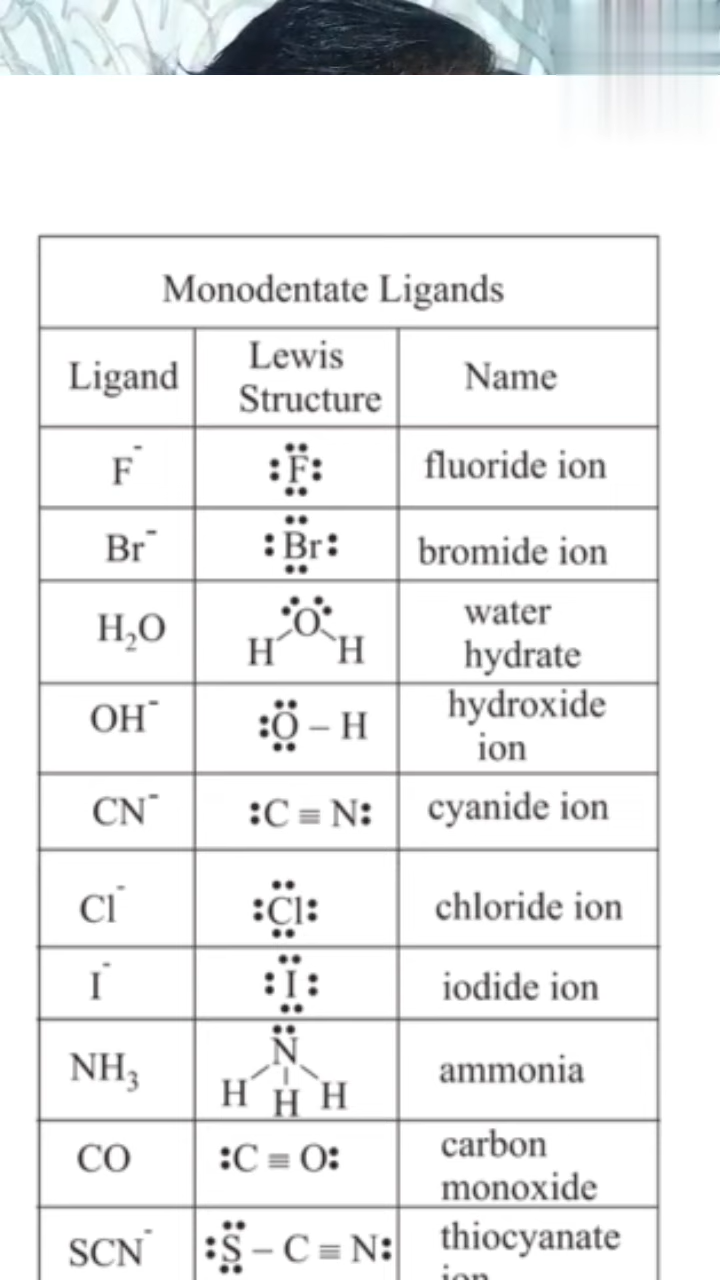 Monodentate Ligands
Ligand
Lewis
Structure
Name
F⁻
:F:
fluoride ion
Br⁻
:Br:
bromide ion
H₂O
O
H H
water
hydrate
OH⁻
:O – H
hydroxide
ion
CN⁻
:C ≡ N:
cyanide ion
Cl⁻
:Cl:
chloride ion
I⁻
:I:
iodide ion
NH₃
N
H H H
ammonia
CO
:C ≡ O:
carbon
monoxide
SCN⁻
:S – C ≡ N:
thiocyanate
ion